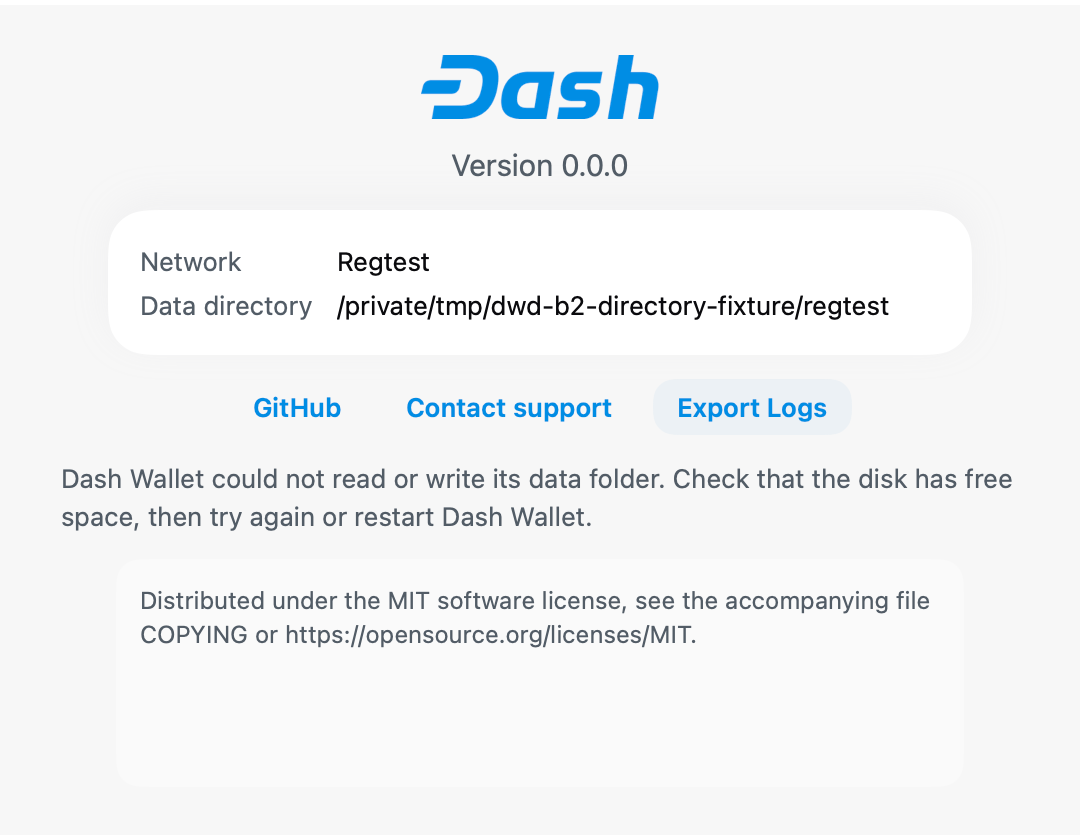 Dash
Version 0.0.0
Network Regtest
Data directory /private/tmp/dwd-b2-directory-fixture/regtest
GitHub Contact support Export Logs
Dash Wallet could not read or write its data folder. Check that the disk has free
space, then try again or restart Dash Wallet.
Distributed under the MIT software license, see the accompanying file
COPYING or https://opensource.org/licenses/MIT.